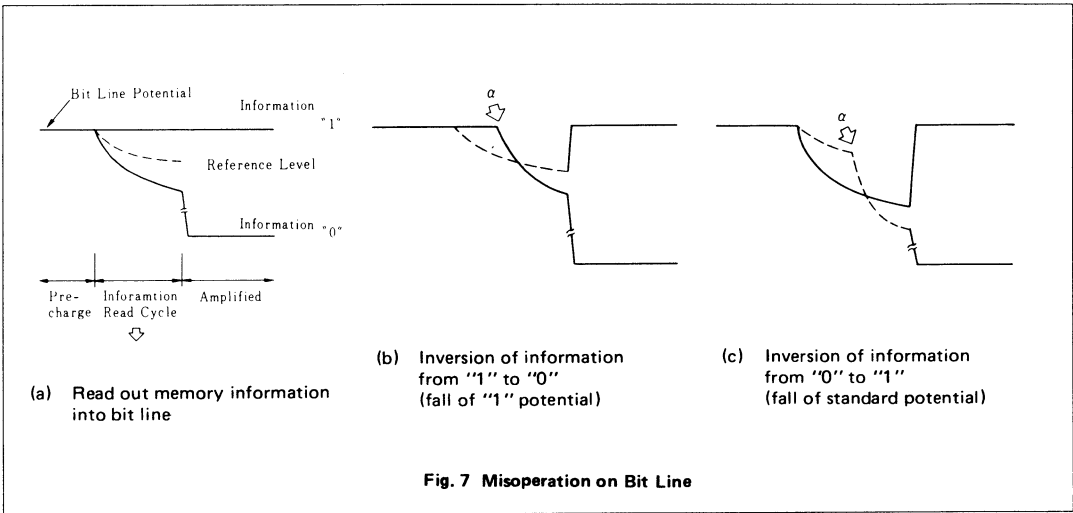 Bit Line Potential
Information "1"
Reference Level
Information "0"
Pre-
charge
Inforamtion
Read Cycle
Amplified
(a) Read out memory information
into bit line
α
(b) Inversion of information
from "1" to "0"
(fall of "1" potential)
α
(c) Inversion of information
from "0" to "1"
(fall of standard potential)
Fig. 7 Misoperation on Bit Line